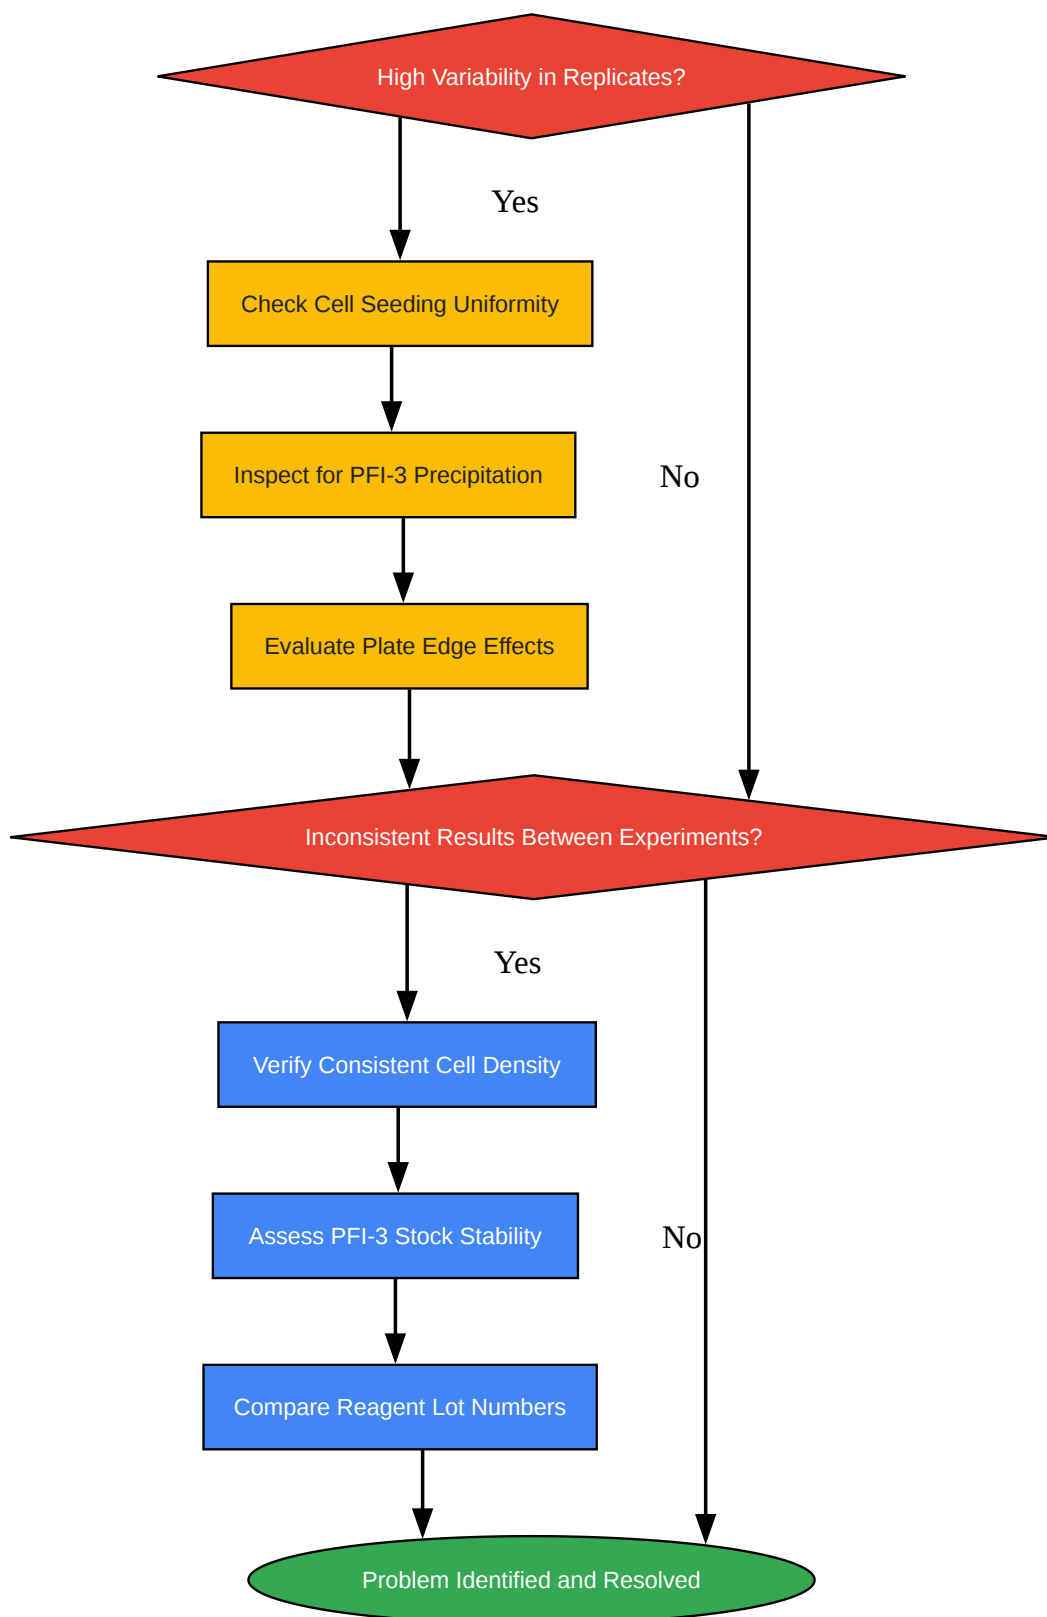 High Variability in Replicates?
Yes
Check Cell Seeding Uniformity
Inspect for PFI-3 Precipitation
No
Evaluate Plate Edge Effects
Inconsistent Results Between Experiments?
Yes
Verify Consistent Cell Density
Assess PFI-3 Stock Stability
No
Compare Reagent Lot Numbers
Problem Identified and Resolved